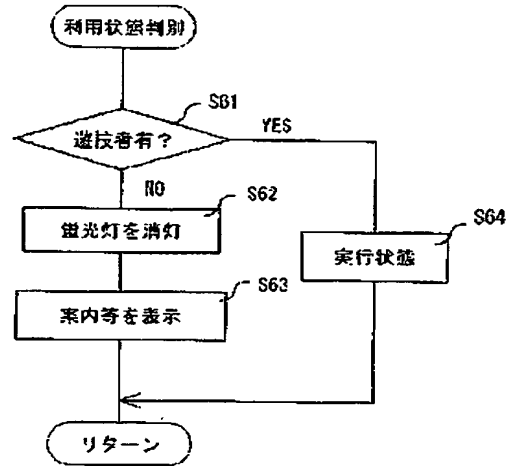 利用状態判別
S61
遊技者有?
YES
NO
S62
蛍光灯を消灯
S64
実行状態
S63
案内等を表示
リターン